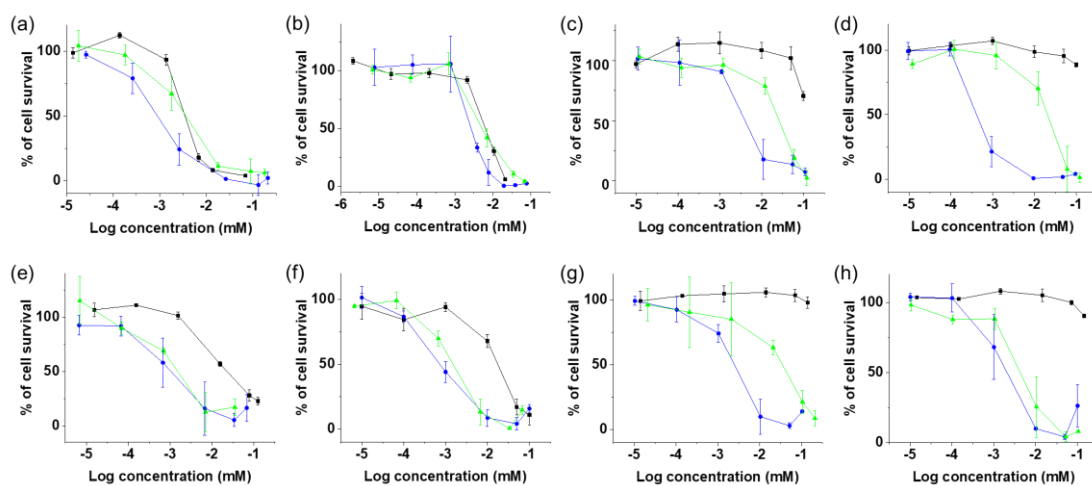 (a) (b) (c) (d)
% of cell survival % of cell survival % of cell survival % of cell survival
100 100 100 100
50 50 50 50
0 0 0 0
-5 -4 -3 -2 -1 0 -6 -5 -4 -3 -2 -1 0 -5 -4 -3 -2 -1 -5 -4 -3 -2 -1
Log concentration (mM) Log concentration (mM) Log concentration (mM) Log concentration (mM)
(e) (f) (g) (h)
% of cell survival % of cell survival % of cell survival % of cell survival
100 100 100 100
50 50 50 50
0 0 0 0
-5 -4 -3 -2 -1 -5 -4 -3 -2 -1 -5 -4 -3 -2 -1 -5 -4 -3 -2 -1
Log concentration (mM) Log concentration (mM) Log concentration (mM) Log concentration (mM)